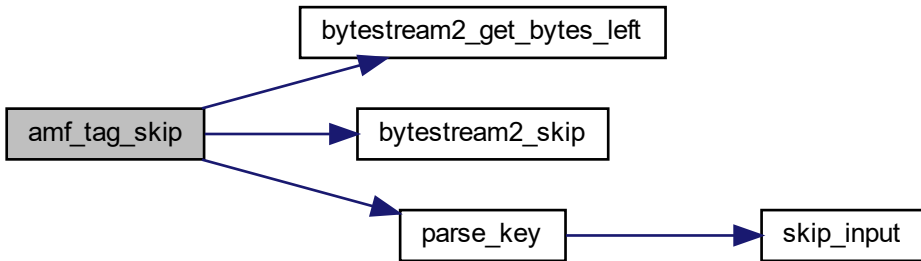 bytestream2_get_bytes_left
amf_tag_skip
bytestream2_skip
parse_key
skip_input